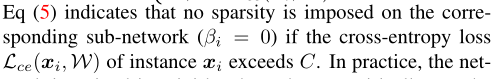 Eq (5) indicates that no sparsity is imposed on the corre-
sponding sub-network (βᵢ = 0) if the cross-entropy loss
ℒ_ce(𝒙ᵢ, 𝒲) of instance 𝒙ᵢ exceeds C. In practice, the net-